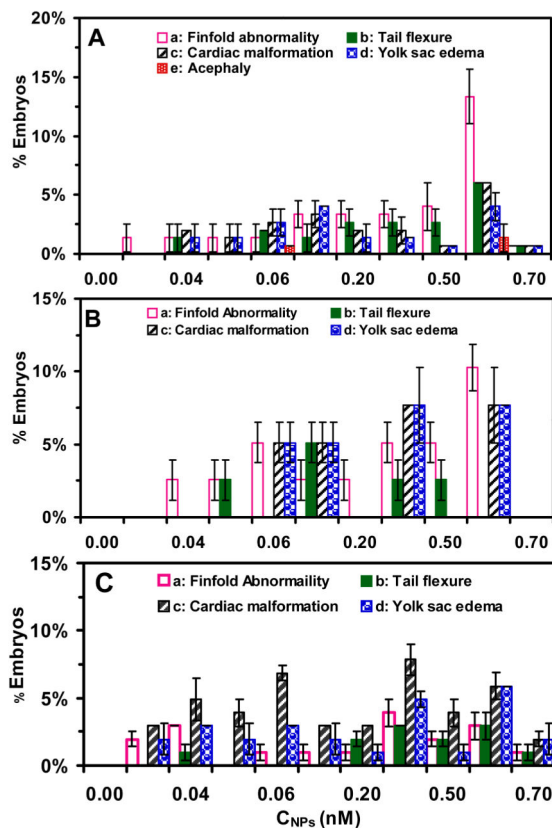 A
a: Finfold abnormality b: Tail flexure
c: Cardiac malformation d: Yolk sac edema
e: Acephaly
% Embryos
20%
15%
10%
5%
0%
0.00 0.04 0.06 0.20 0.50 0.70
B
a: Finfold Abnormality b: Tail flexure
c: Cardiac malformation d: Yolk sac edema
% Embryos
15%
10%
5%
0%
0.00 0.04 0.06 0.20 0.50 0.70
C
a: Finfold Abnormaility b: Tail flexure
c: Cardiac malformation d: Yolk sac edema
% Embryos
15%
10%
5%
0%
0.00 0.04 0.06 0.20 0.50 0.70
CNPs (nM)